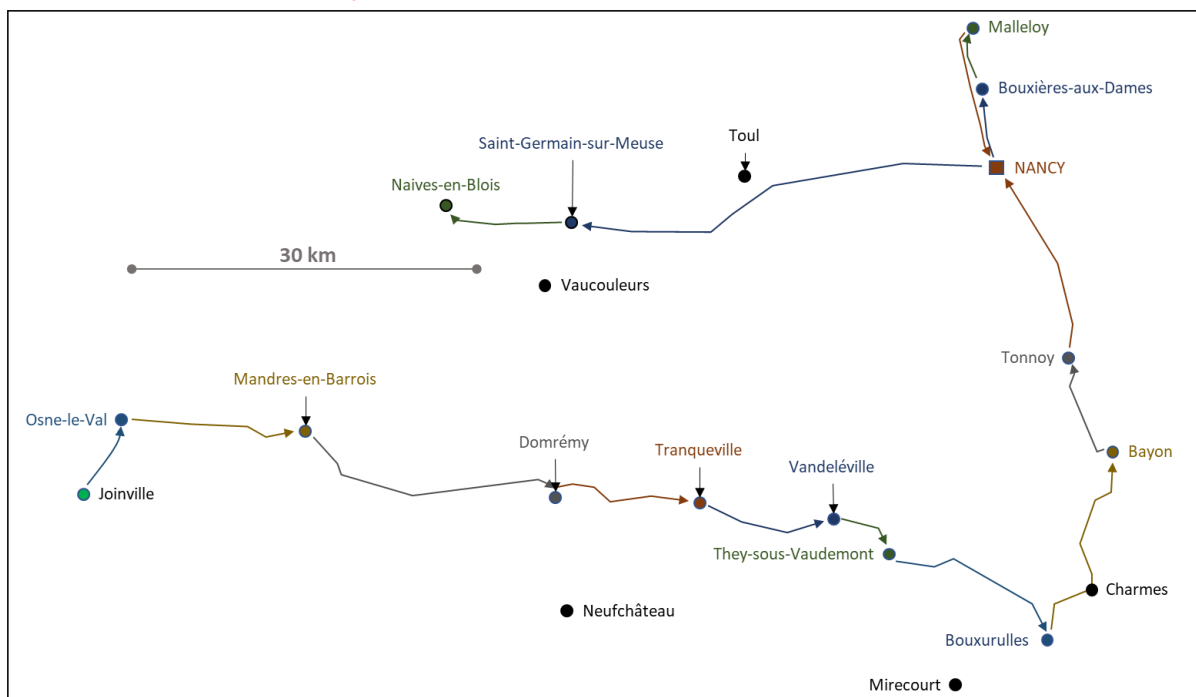 Malleloy
Bouxières-aux-Dames
Toul
Saint-Germain-sur-Meuse
NANCY
Naives-en-Blois
30 km
Vaucouleurs
Tonnoy
Mandres-en-Barrois
Osne-le-Val
Domrémy
Tranqueville
Bayon
Vandeléville
Joinville
They-sous-Vaudemont
Charmes
Neufchâteau
Bouxurulles
Mirecourt